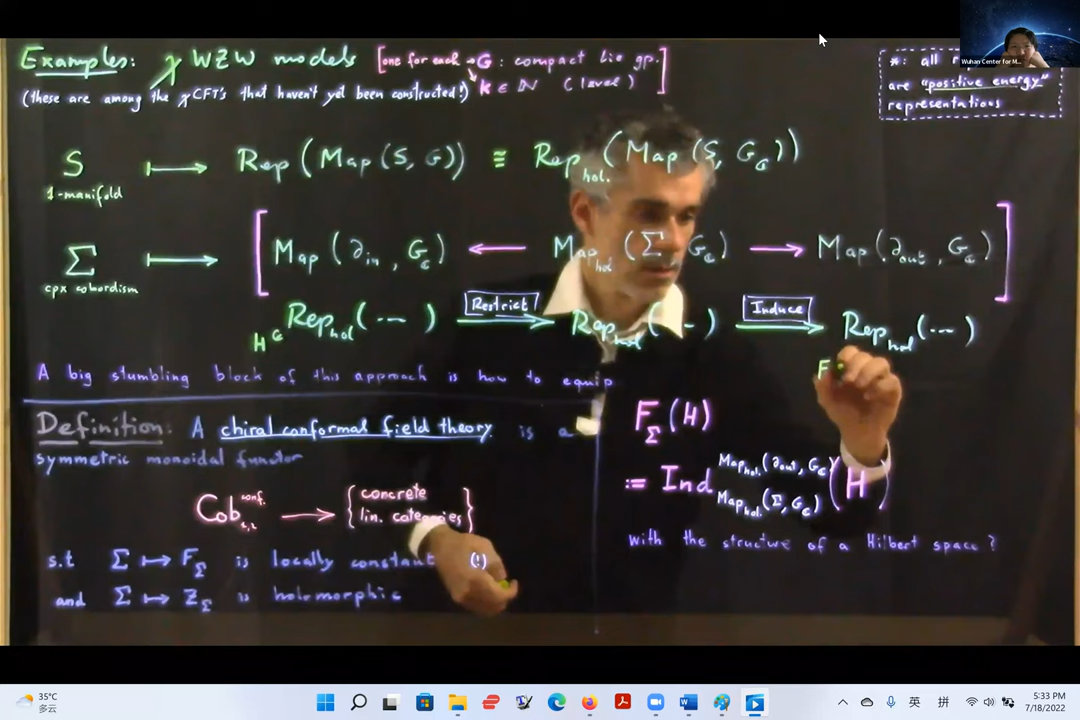 Examples: χ WZW models [one for each → G : compact Lie gp.
(these are among the χCFTs that haven't yet been constructed!) k ∈ ℕ (level) ]
*: all
are "positive energy"
representations
Wuhan Center for M...
S ⟼ Rep(Map(S, G)) ≡ Rep_hol.(Map(S, G_ℂ))
1-manifold
Σ ⟼ [ Map(∂_in, G_ℂ) ← Map_hol(Σ, G_ℂ) → Map(∂_out, G_ℂ) ]
cpx cobordism
Rep_hol(...) Restrict → Rep_hol(...) Induce → Rep_hol(...)
H ∈
F
A big stumbling block of this approach is how to equip
F_Σ(H)
:= Ind^{Map_hol.(∂out, G_ℂ)}_{Map_hol.(Σ, G_ℂ)}(H)
with the structure of a Hilbert space?
Definition: A chiral conformal field theory is a
symmetric monoidal functor
Cob^{conf.}_{1,2} → {concrete
lin. categories}
s.t Σ ↦ F_Σ is locally constant (!)
and Σ ↦ Z_Σ is holomorphic
35°C
多云
英 拼
5:33 PM
7/18/2022